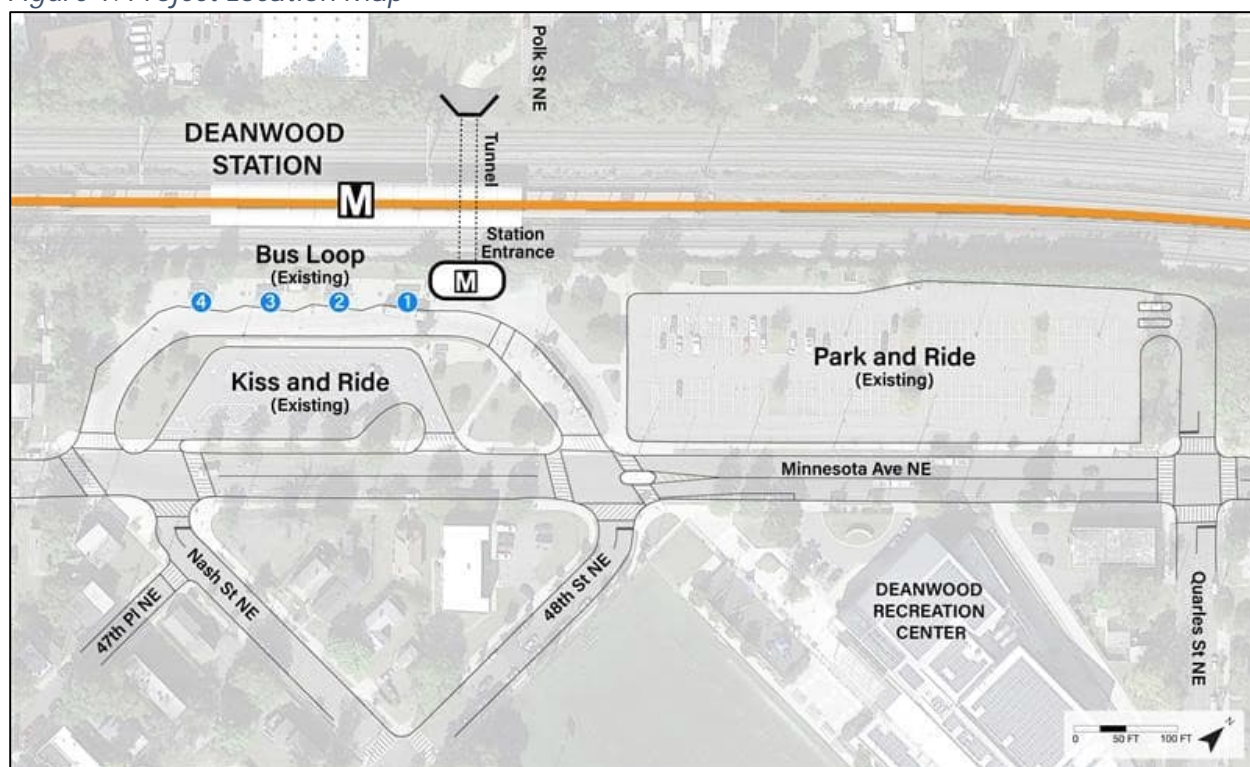 Figure 1: Project Location Map
Polk St NE
DEANWOOD
STATION
M
Tunnel
Station
Entrance
M
Bus Loop
(Existing)
4
3
2
1
Kiss and Ride
(Existing)
Park and Ride
(Existing)
Minnesota Ave NE
Nash St NE
47th Pl NE
48th St NE
DEANWOOD
RECREATION
CENTER
Quarles St NE
N
0 50 FT 100 FT